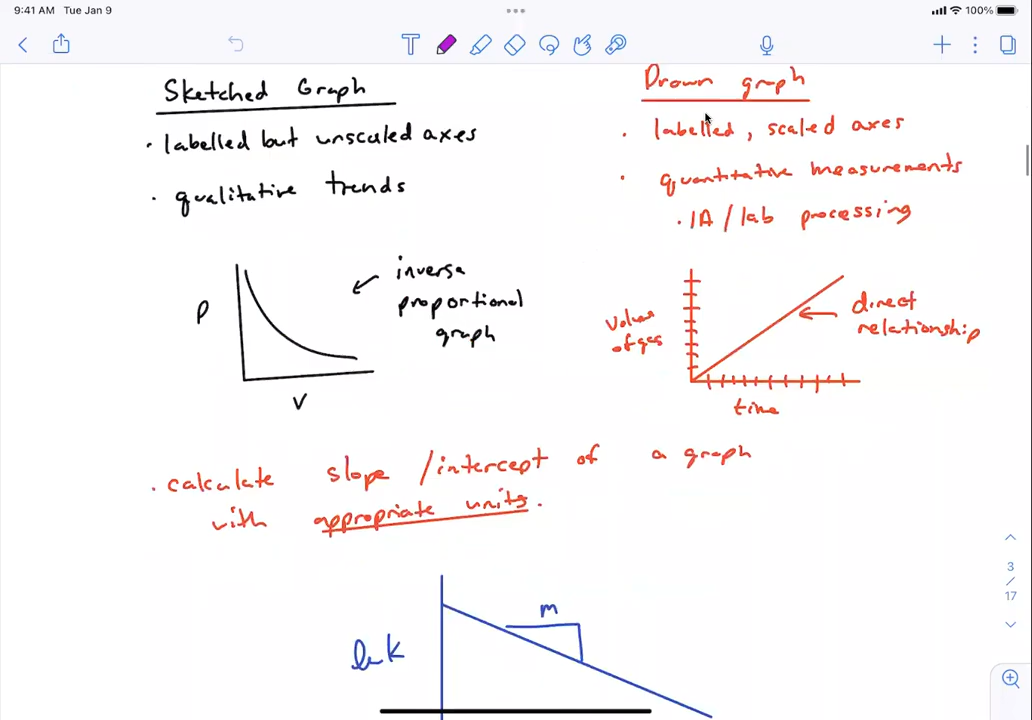 9:41 AM Tue Jan 9
100%
Sketched Graph
• labelled but unscaled axes
• qualitative trends
P
V
inverse
proportional
graph
Drawn graph
• labelled, scaled axes
• quantitative measurements
• IA / lab processing
Volume
of gas
time
direct
relationship
• calculate slope / intercept of a graph
with appropriate units.
ln k
m
3
/
17